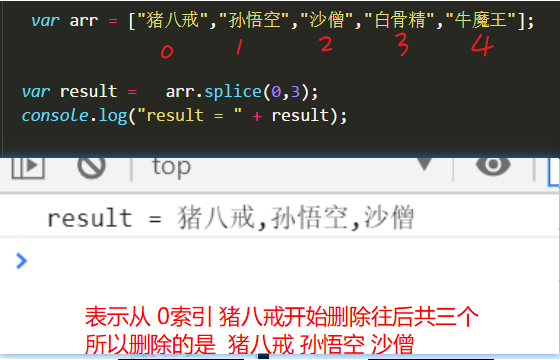 var arr = ["猪八戒","孙悟空","沙僧","白骨精","牛魔王"];
0 1 2 3 4
var result =   arr.splice(0,3);
console.log("result = " + result);
top
result = 猪八戒,孙悟空,沙僧
>
表示从 0索引 猪八戒开始删除往后共三个
所以删除的是  猪八戒 孙悟空 沙僧